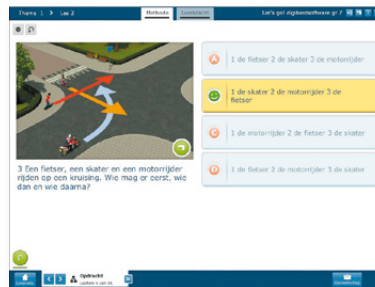 Thema 1 > Les 2
Methode
Leerkracht
Let's go! digibordsoftware gr 7
A 1 de fietser 2 de skater 3 de motorrijder
1 de skater 2 de motorrijder 3 de
fietser
C 1 de motorrijder 2 de fietser 3 de skater
D 1 de fietser 2 de motorrijder 3 de skater
3 Een fietser, een skater en een motorrijder
rijden op een kruising. Wie mag er eerst, wie
dan en wie daarna?
Opdracht